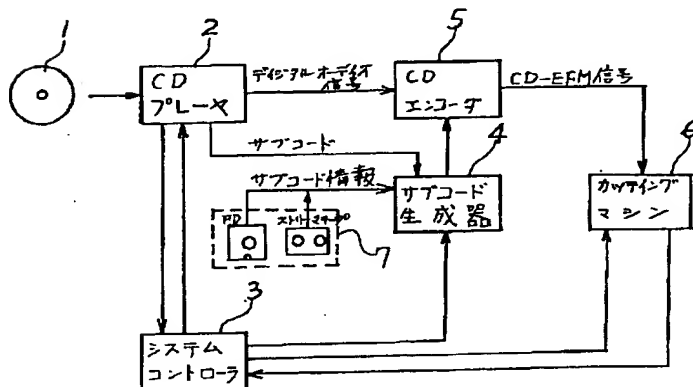 1
2
CD
プレーヤ
ディジタルオーディオ
信号
5
CD
エンコーダ
CD-EFM信号
サブコード
サブコード情報
4
サブコード
生成器
6
カッティング
マシン
FD
ストリーマテープ
7
3
システム
コントローラ